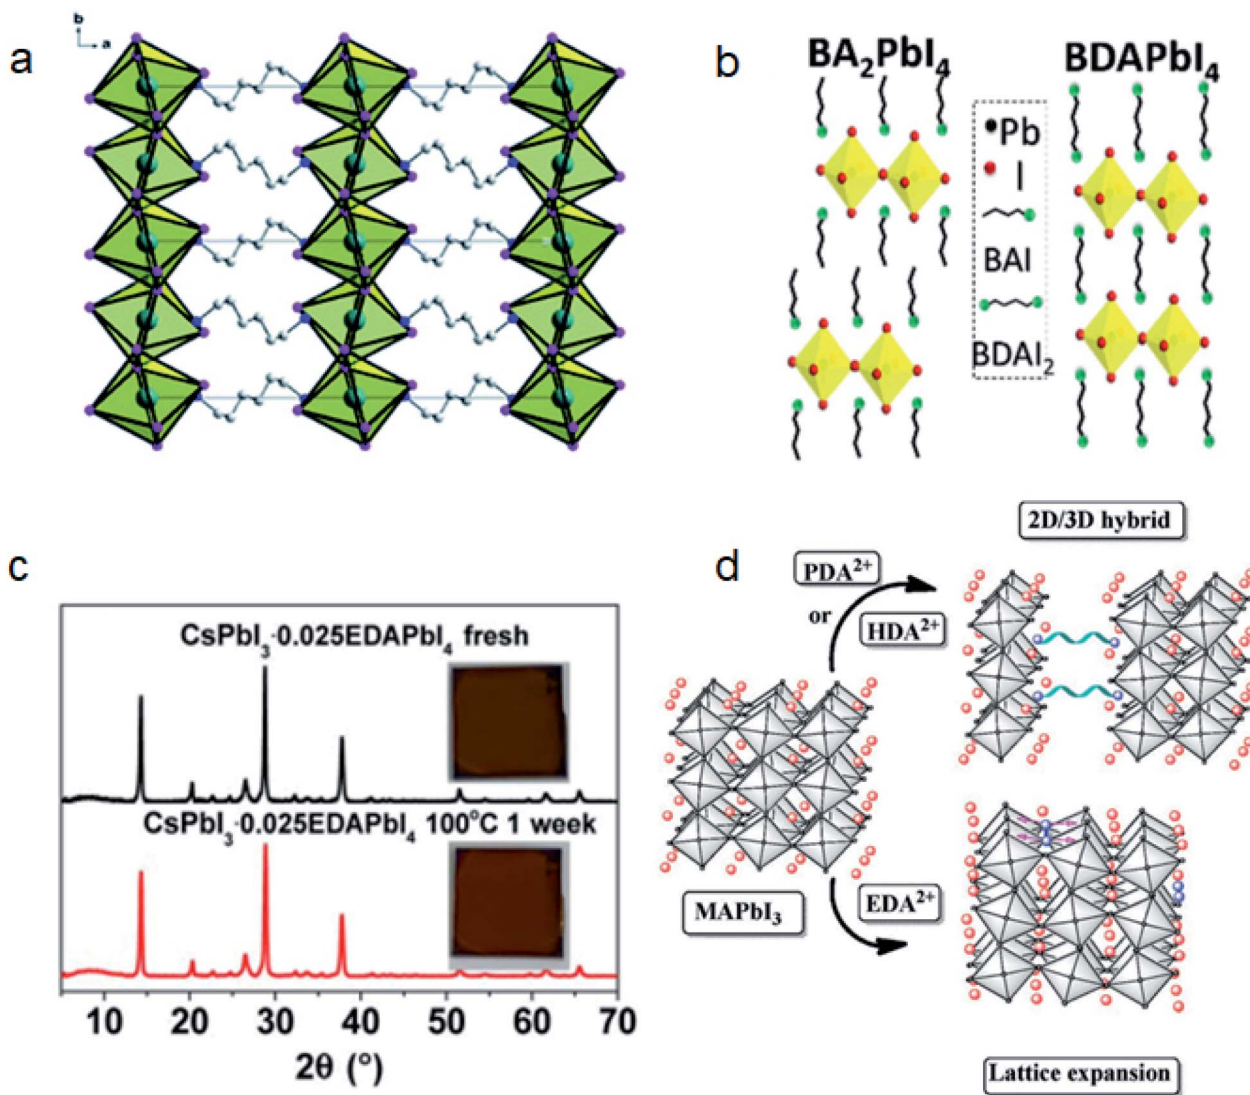 a
b
a
b
BA₂PbI₄
BDAPbI₄
Pb
I
BAI
BDAI₂
c
CsPbI₃·0.025EDAPbI₄ fresh
CsPbI₃·0.025EDAPbI₄ 100°C 1 week
10 20 30 40 50 60 70
2θ (°)
d
2D/3D hybrid
PDA²⁺
or
HDA²⁺
MAPbI₃
EDA²⁺
Lattice expansion